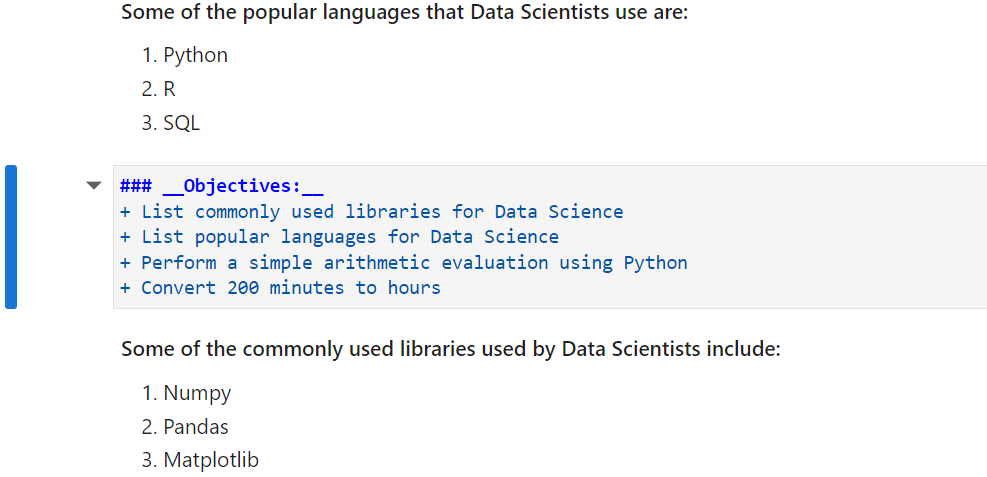 Some of the popular languages that Data Scientists use are:
1. Python
2. R
3. SQL
### __Objectives:__
+ List commonly used libraries for Data Science
+ List popular languages for Data Science
+ Perform a simple arithmetic evaluation using Python
+ Convert 200 minutes to hours
Some of the commonly used libraries used by Data Scientists include:
1. Numpy
2. Pandas
3. Matplotlib